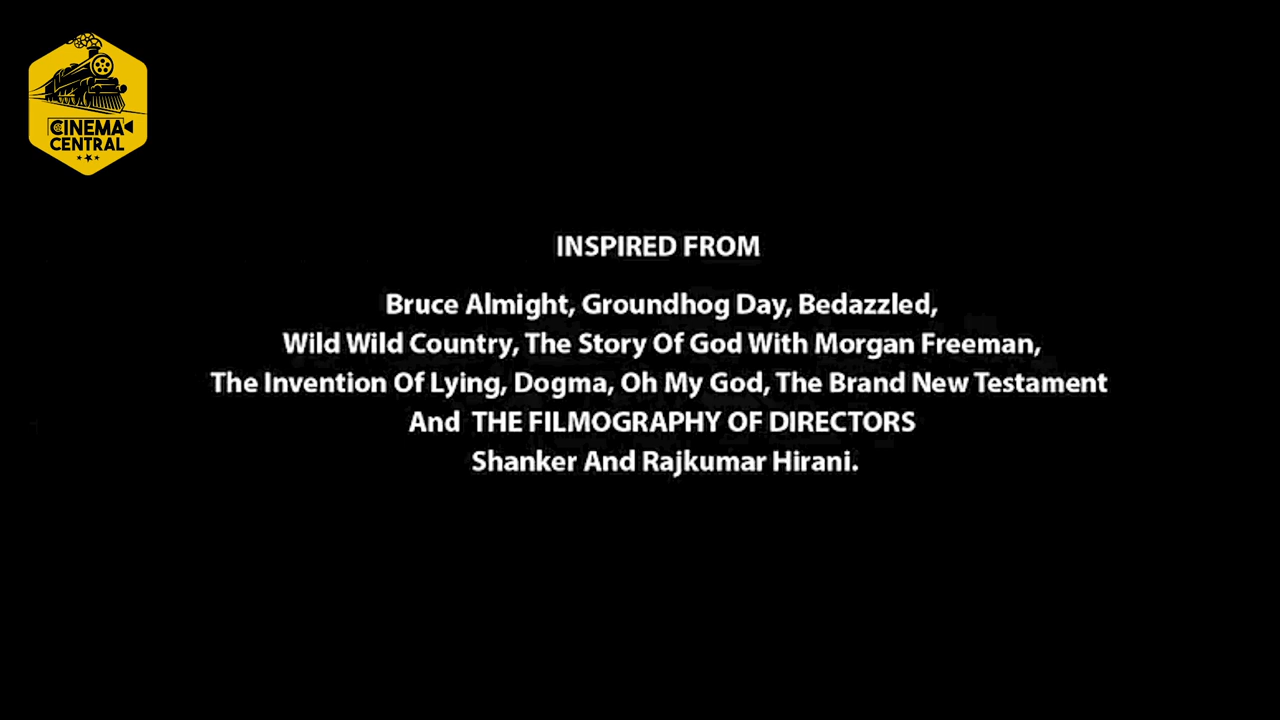 CINEMA
CENTRAL
INSPIRED FROM
Bruce Almight, Groundhog Day, Bedazzled,
Wild Wild Country, The Story Of God With Morgan Freeman,
The Invention Of Lying, Dogma, Oh My God, The Brand New Testament
And THE FILMOGRAPHY OF DIRECTORS
Shanker And Rajkumar Hirani.